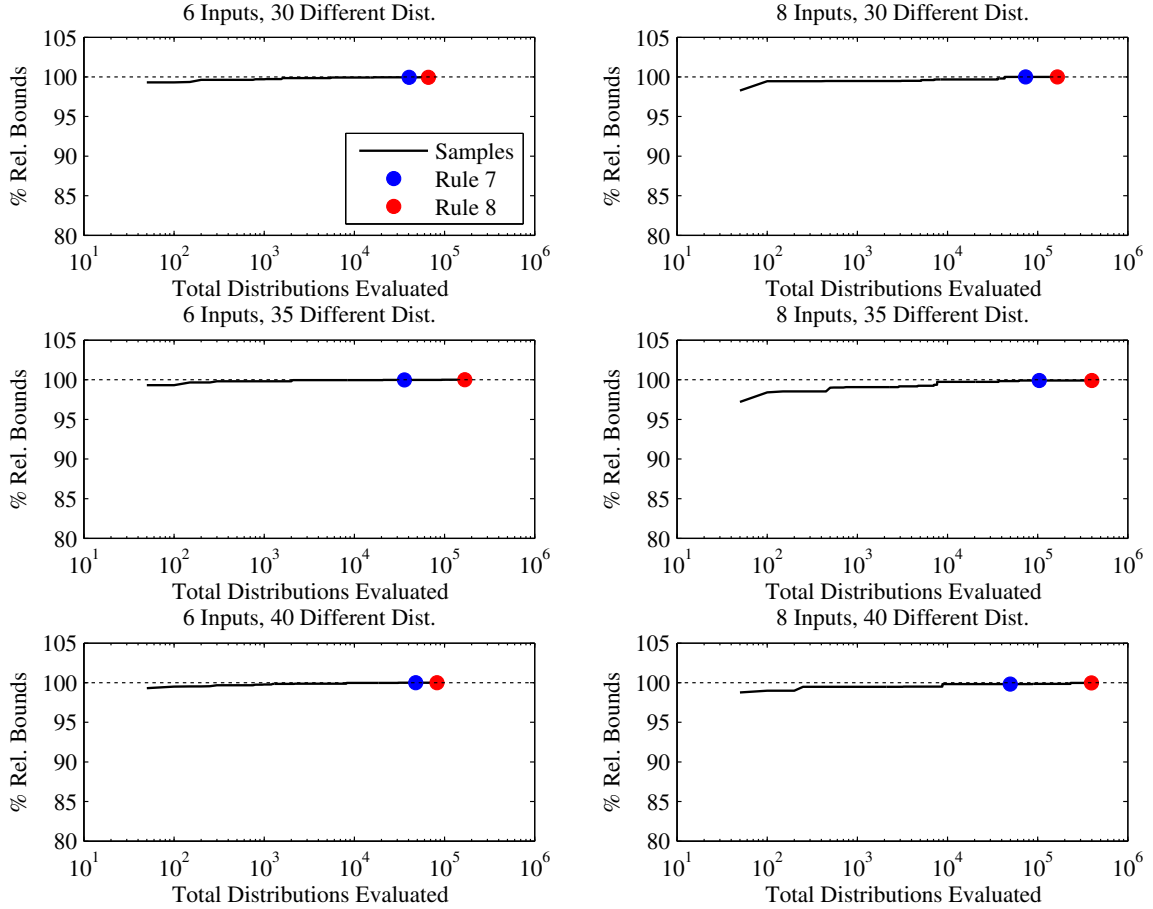 6 Inputs, 30 Different Dist.
105
100
95
90
85
80
% Rel. Bounds
Samples
Rule 7
Rule 8
10^1 10^2 10^3 10^4 10^5 10^6
Total Distributions Evaluated
8 Inputs, 30 Different Dist.
105
100
95
90
85
80
% Rel. Bounds
10^1 10^2 10^3 10^4 10^5 10^6
Total Distributions Evaluated
6 Inputs, 35 Different Dist.
105
100
95
90
85
80
% Rel. Bounds
10^1 10^2 10^3 10^4 10^5 10^6
Total Distributions Evaluated
8 Inputs, 35 Different Dist.
105
100
95
90
85
80
% Rel. Bounds
10^1 10^2 10^3 10^4 10^5 10^6
Total Distributions Evaluated
6 Inputs, 40 Different Dist.
105
100
95
90
85
80
% Rel. Bounds
10^1 10^2 10^3 10^4 10^5 10^6
Total Distributions Evaluated
8 Inputs, 40 Different Dist.
105
100
95
90
85
80
% Rel. Bounds
10^1 10^2 10^3 10^4 10^5 10^6
Total Distributions Evaluated